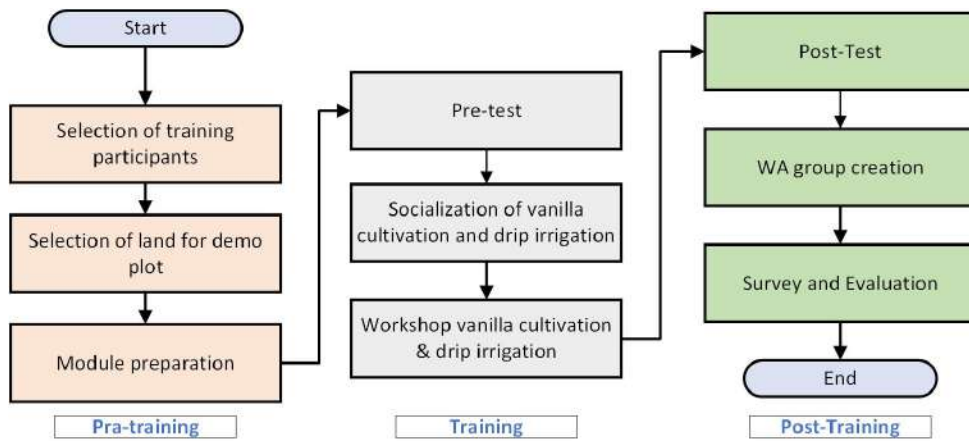 Start
Selection of training
participants
Selection of land for demo
plot
Module preparation
Pra-training
Pre-test
Socialization of vanilla
cultivation and drip irrigation
Workshop vanilla cultivation
& drip irrigation
Training
Post-Test
WA group creation
Survey and Evaluation
End
Post-Training